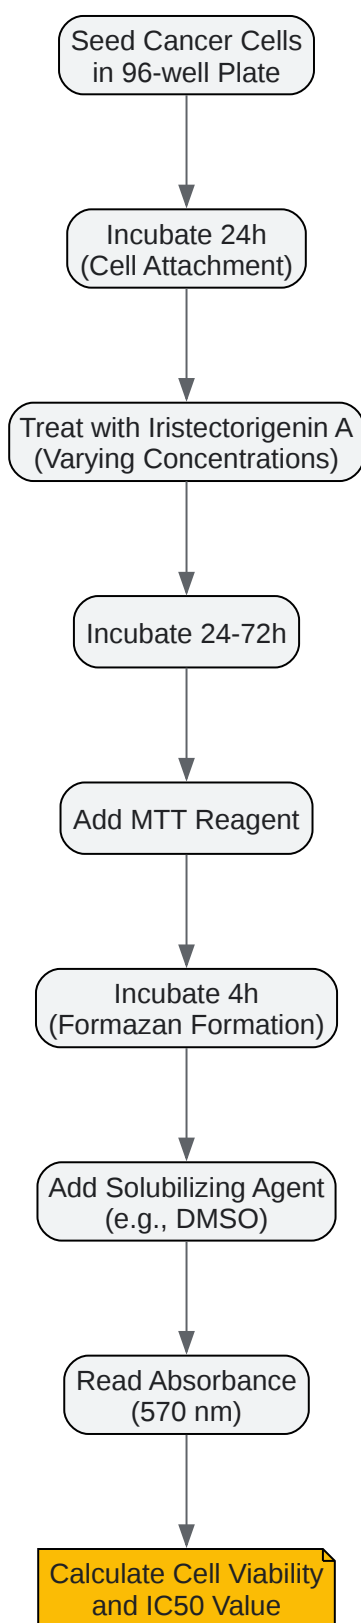 Seed Cancer Cells
in 96-well Plate
Incubate 24h
(Cell Attachment)
Treat with Iristectorigenin A
(Varying Concentrations)
Incubate 24-72h
Add MTT Reagent
Incubate 4h
(Formazan Formation)
Add Solubilizing Agent
(e.g., DMSO)
Read Absorbance
(570 nm)
Calculate Cell Viability
and IC50 Value